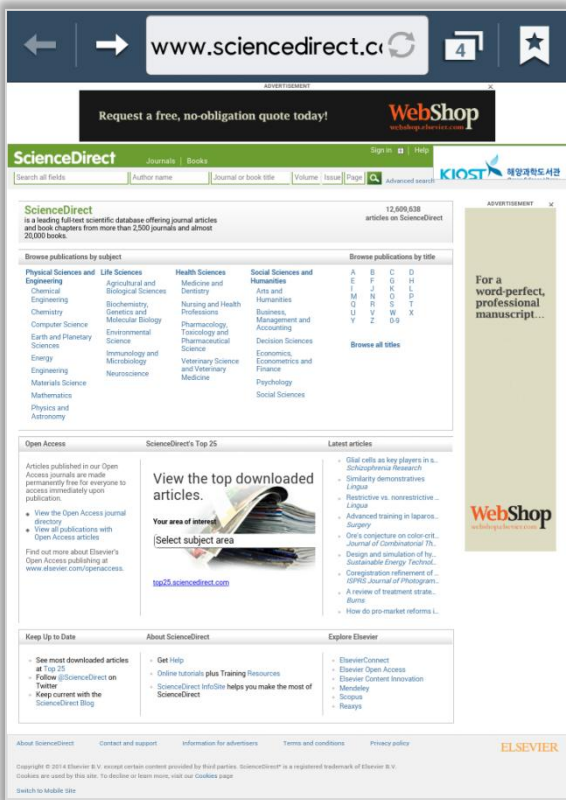 www.sciencedirect.c
4
ADVERTISEMENT
Request a free, no-obligation quote today!
WebShop
webshop.elsevier.com
Sign in
Help
ScienceDirect
Journals | Books
KIOST 해양과학도서관
Search all fields
Author name
Journal or book title
Volume
Issue
Page
Advanced search
ScienceDirect
is a leading full-text scientific database offering journal articles
and book chapters from more than 2,500 journals and almost
20,000 books.
12,609,638
articles on ScienceDirect
Browse publications by subject
Physical Sciences and
Engineering
Chemical
Engineering
Chemistry
Computer Science
Earth and Planetary
Sciences
Energy
Engineering
Materials Science
Mathematics
Physics and
Astronomy
Life Sciences
Agricultural and
Biological Sciences
Biochemistry,
Genetics and
Molecular Biology
Environmental
Science
Immunology and
Microbiology
Neuroscience
Health Sciences
Medicine and
Dentistry
Nursing and Health
Professions
Pharmacology,
Toxicology and
Pharmaceutical
Science
Veterinary Science
and Veterinary
Medicine
Social Sciences and
Humanities
Arts and
Humanities
Business,
Management and
Accounting
Decision Sciences
Economics,
Econometrics and
Finance
Psychology
Social Sciences
Browse publications by title
A B C D
E F G H
I J K L
M N O P
Q R S T
U V W X
Y Z 0-9
Browse all titles
ADVERTISEMENT
For a
word-perfect,
professional
manuscript...
WebShop
webshop.elsevier.com
Open Access
Articles published in our Open
Access journals are made
permanently free for everyone to
access immediately upon
publication.
View the Open Access journal
directory
View all publications with
Open Access articles
Find out more about Elsevier's
Open Access publishing at
www.elsevier.com/openaccess.
ScienceDirect's Top 25
View the top downloaded
articles.
Your area of interest
Select subject area
top25.sciencedirect.com
Latest articles
Glial cells as key players in s...
Schizophrenia Research
Similarity demonstratives
Lingua
Restrictive vs. nonrestrictive ...
Lingua
Advanced training in laparos...
Surgery
Ore's conjecture on color-crit...
Journal of Combinatorial Th...
Design and simulation of hy...
Sustainable Energy Technol...
Coregistration refinement of ...
ISPRS Journal of Photogram...
A review of treatment strate...
Burns
How do pro-market reforms i...
Keep Up to Date
See most downloaded articles
at Top 25
Follow @ScienceDirect on
Twitter
Keep current with the
ScienceDirect Blog
About ScienceDirect
Get Help
Online tutorials plus Training Resources
ScienceDirect InfoSite helps you make the most of
ScienceDirect
Explore Elsevier
ElsevierConnect
Elsevier Open Access
Elsevier Content Innovation
Mendeley
Scopus
Reaxys
About ScienceDirect
Contact and support
Information for advertisers
Terms and conditions
Privacy policy
ELSEVIER
Copyright © 2014 Elsevier B.V. except certain content provided by third parties. ScienceDirect® is a registered trademark of Elsevier B.V.
Cookies are used by this site. To decline or learn more, visit our Cookies page
Switch to Mobile Site